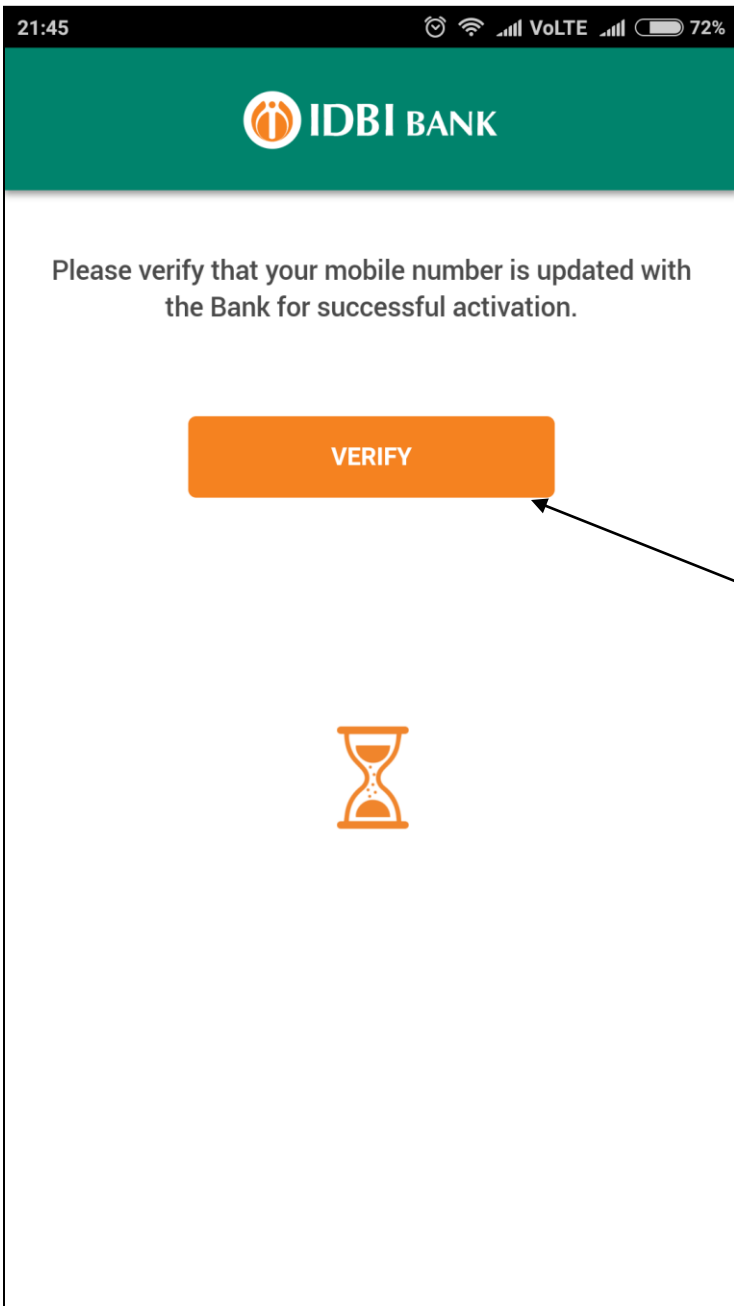 21:45 VoLTE 72%
IDBI BANK
Please verify that your mobile number is updated with
the Bank for successful activation.
VERIFY